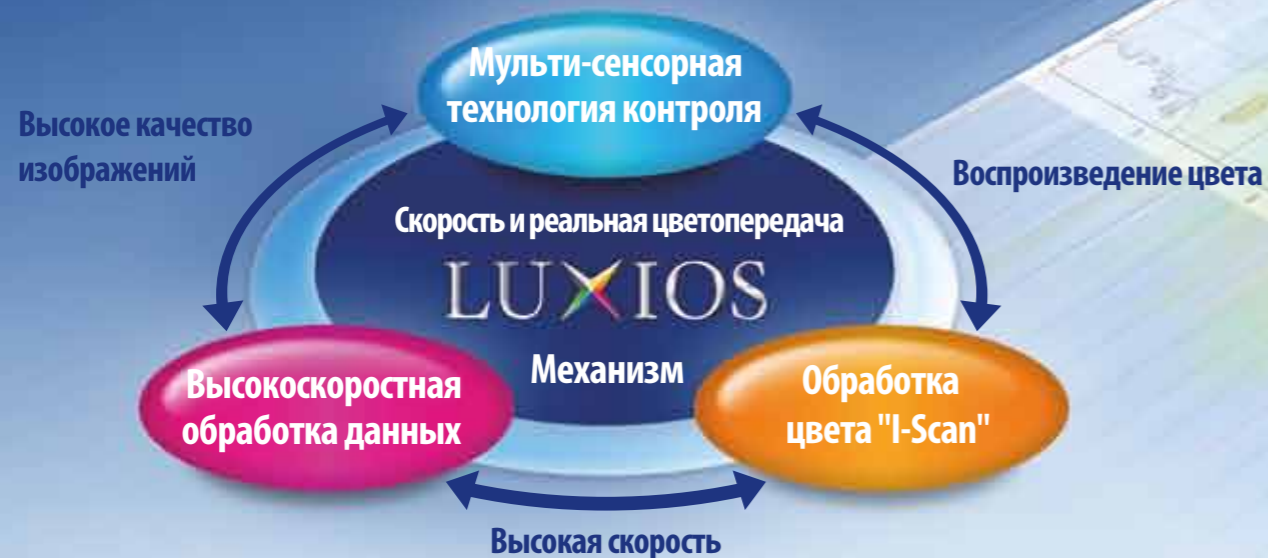 Мульти-сенсорная
технология контроля
Высокое качество
изображений
Воспроизведение цвета
Скорость и реальная цветопередача
LUXIOS
Механизм
Высокоскоростная
обработка данных
Обработка
цвета "I-Scan"
Высокая скорость